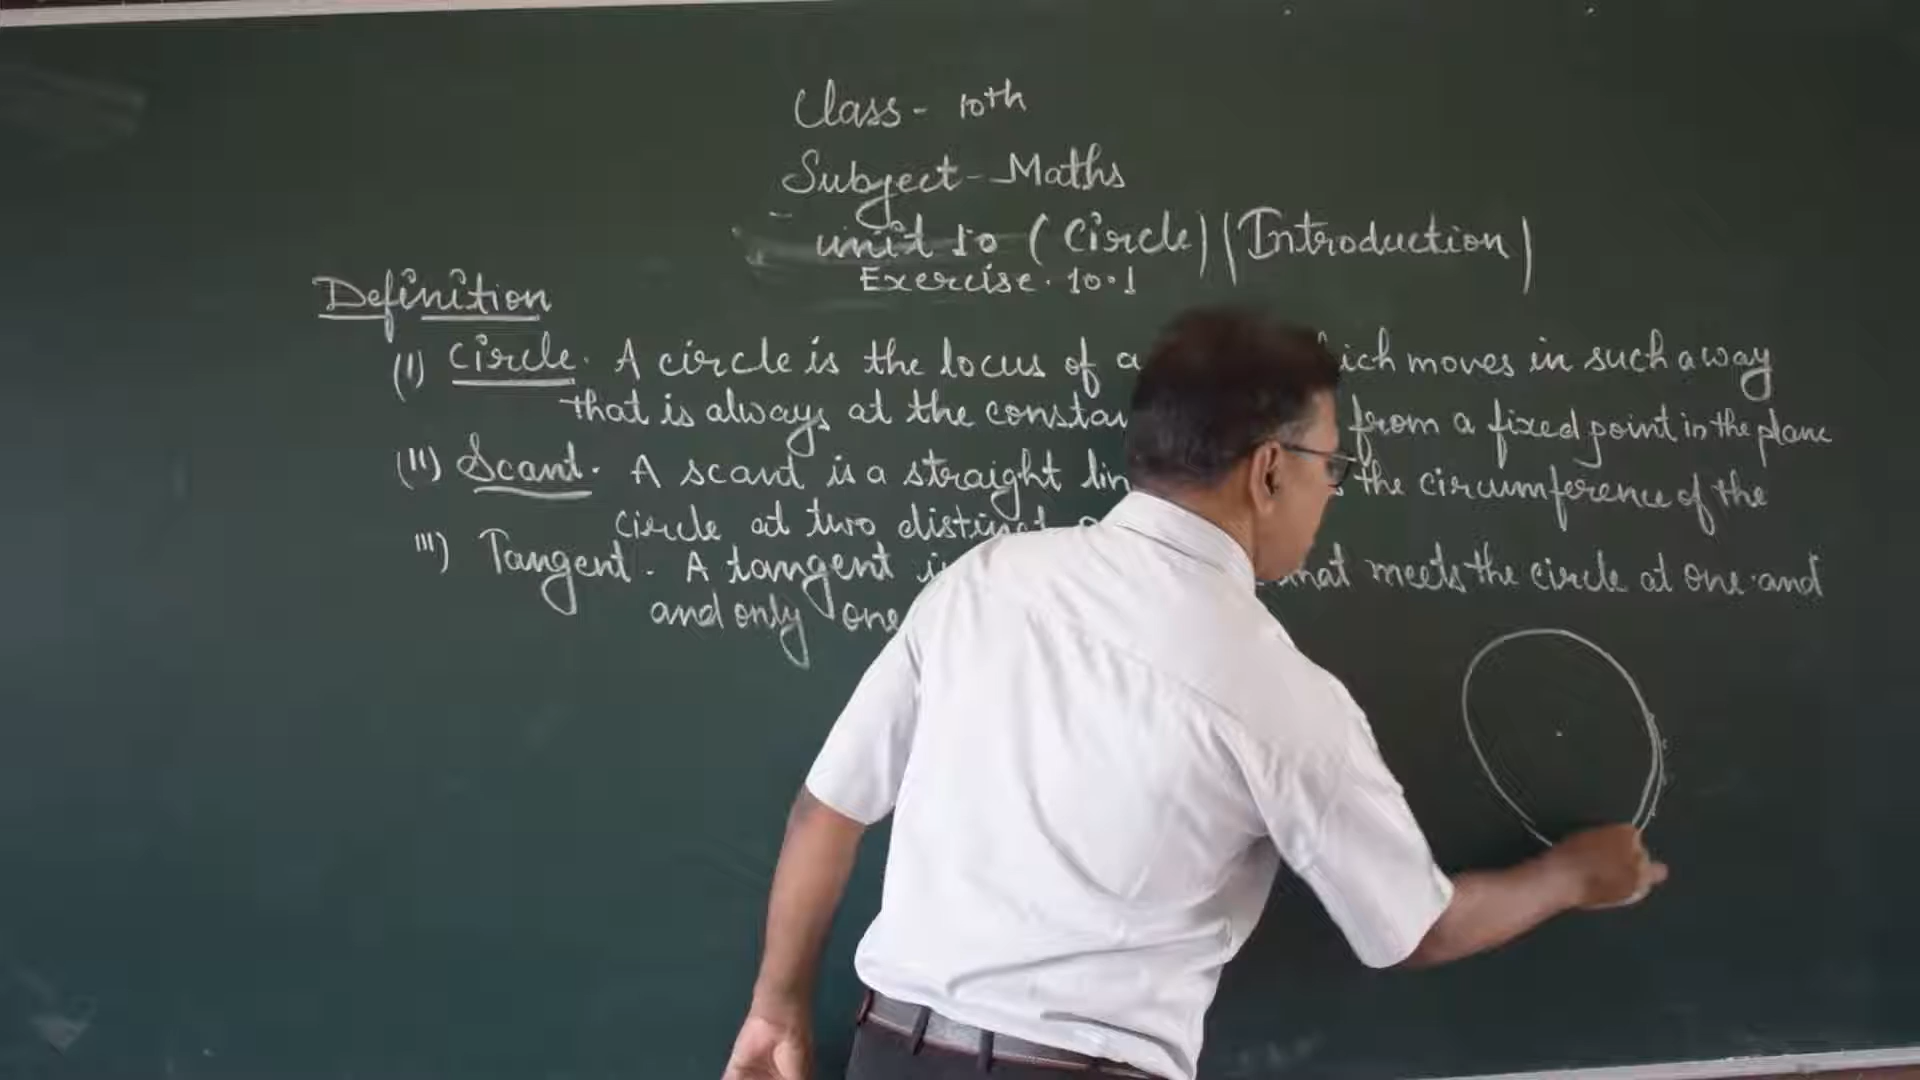 Class - 10th
Subject - Maths
unit 10 (Circle) (Introduction)
Exercise. 10.1
Definition
(I) Circle. A circle is the locus of a which moves in such a way
that is always at the from a fixed point in the plane
(II) Scant. A scant is a straight the circumference of the
circle at two distinct
III) Tangent. A tangent that meets the circle at one and
and only one